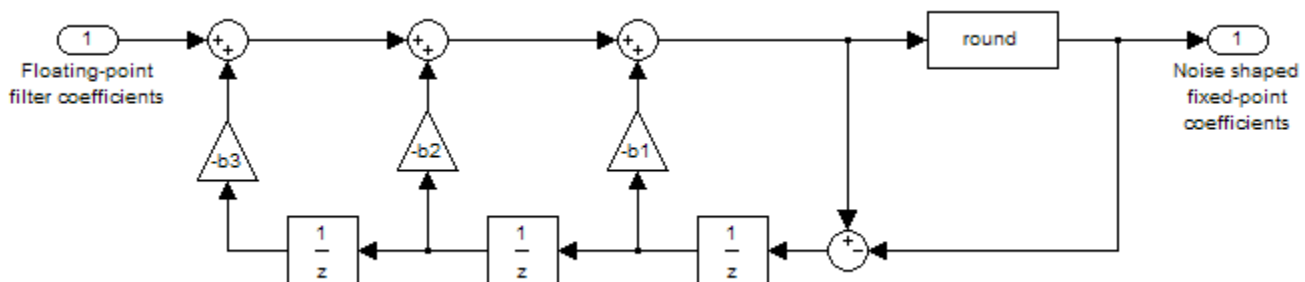 1
Floating-point
filter coefficients
+
+
+
+
+
+
round
1
Noise shaped
fixed-point
coefficients
-b3
-b2
-b1
1
z
1
z
1
z
+
−